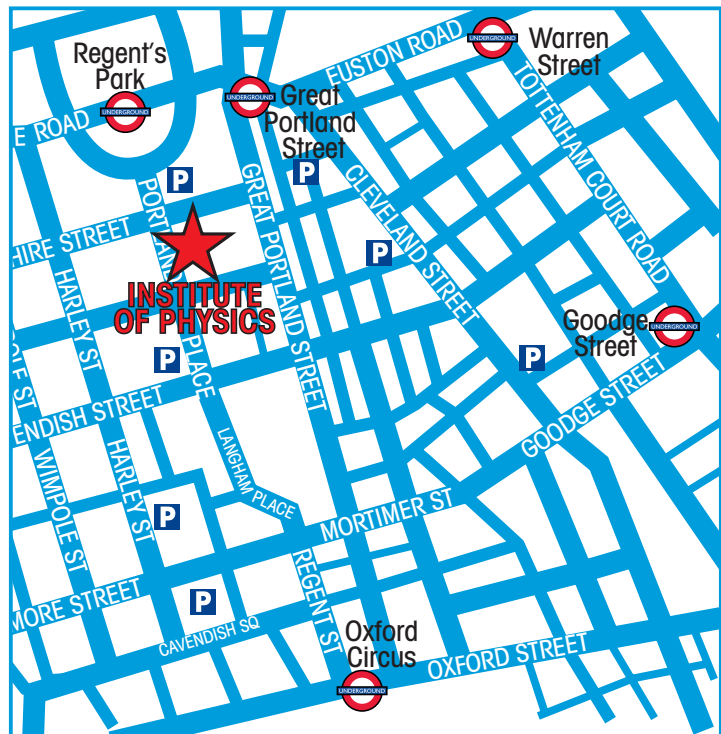 Regent's
Park
UNDERGROUND
E ROAD
UNDERGROUND
Great
Portland
Street
EUSTON ROAD
UNDERGROUND
Warren
Street
TOTTENHAM COURT ROAD
P
P
P
PORTLAND PLACE
GREAT PORTLAND STREET
CLEVELAND STREET
HIRE STREET
INSTITUTE
OF PHYSICS
HARLEY ST
P
Goodge
Street
UNDERGROUND
P
GOODGE STREET
OLE ST
ENDISH STREET
WIMPOLE ST
HARLEY ST
LANGHAM PLACE
P
MORTIMER ST
REGENT ST
MORE STREET
P
CAVENDISH SQ
Oxford
Circus
UNDERGROUND
OXFORD STREET